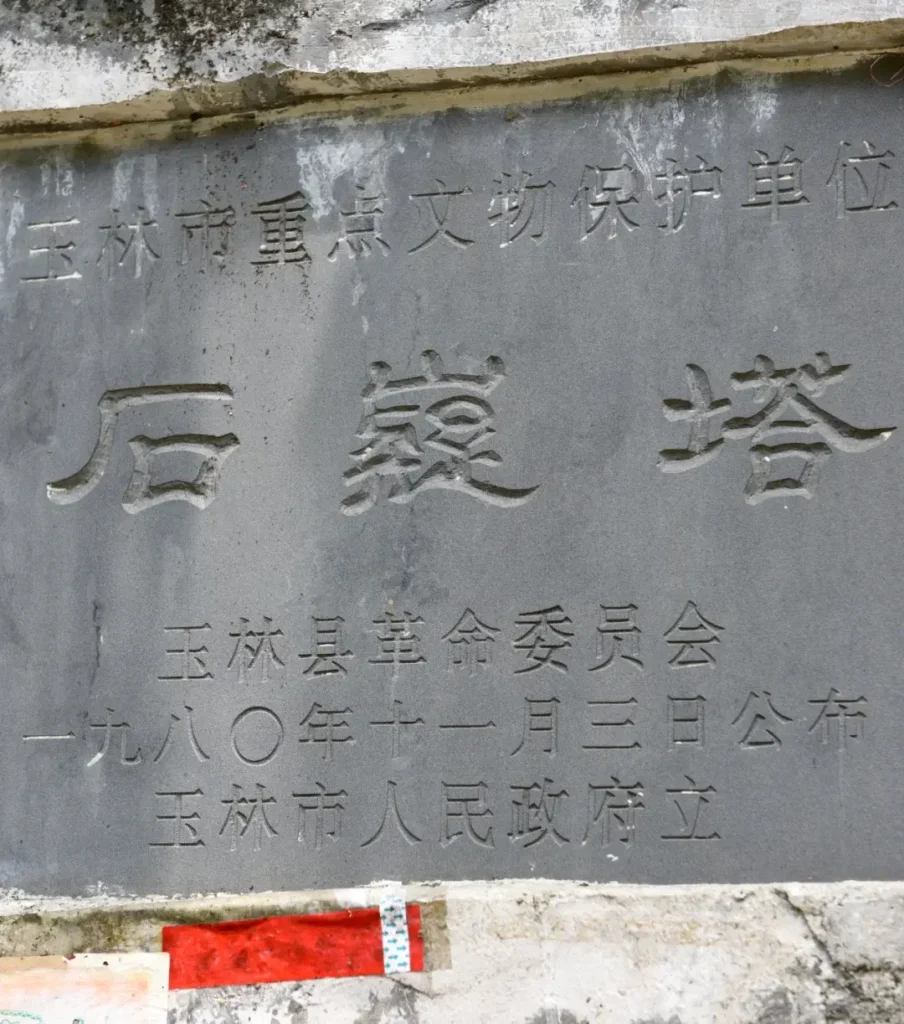 玉林市重点文物保护单位
石嶷塔
玉林县革命委员会
一九八〇年十一月三日公布
玉林市人民政府立